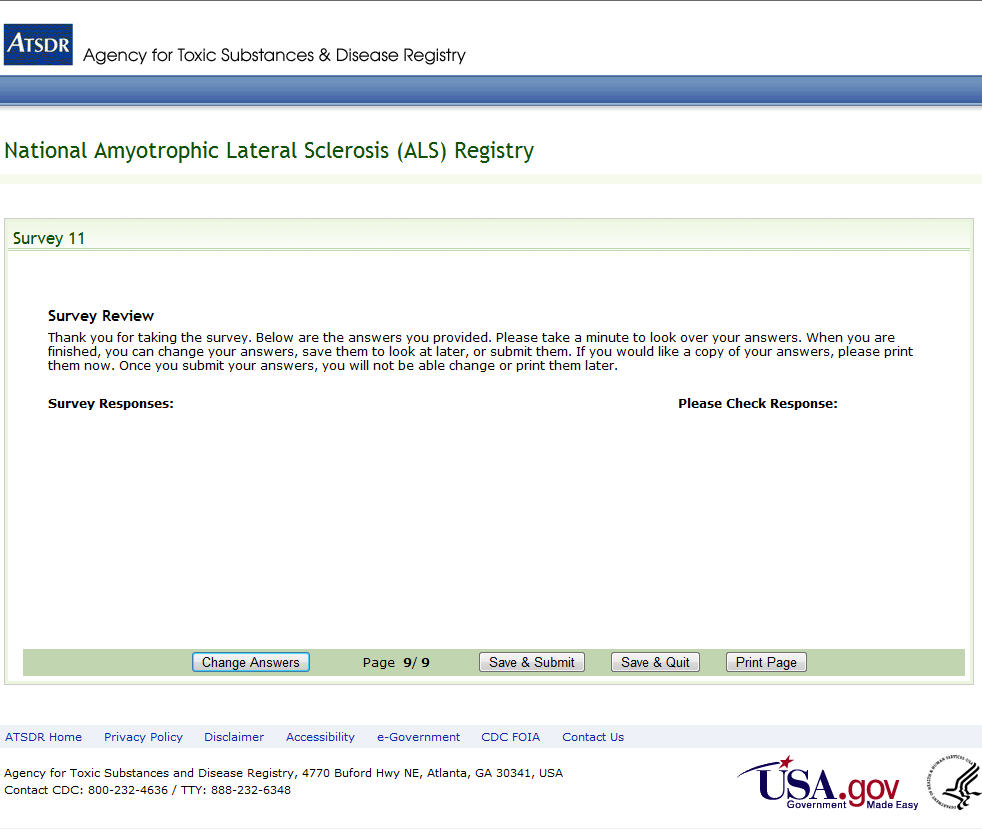 ATSDR Agency for Toxic Substances & Disease Registry
National Amyotrophic Lateral Sclerosis (ALS) Registry
Survey 11
Survey Review
Thank you for taking the survey. Below are the answers you provided. Please take a minute to look over your answers. When you are
finished, you can change your answers, save them to look at later, or submit them. If you would like a copy of your answers, please print
them now. Once you submit your answers, you will not be able change or print them later.
Survey Responses: Please Check Response:
Change Answers Page 9/ 9 Save & Submit Save & Quit Print Page
ATSDR Home Privacy Policy Disclaimer Accessibility e-Government CDC FOIA Contact Us
Agency for Toxic Substances and Disease Registry, 4770 Buford Hwy NE, Atlanta, GA 30341, USA
Contact CDC: 800-232-4636 / TTY: 888-232-6348
USA.gov
Government Made Easy
DEPARTMENT OF HEALTH & HUMAN SERVICES USA